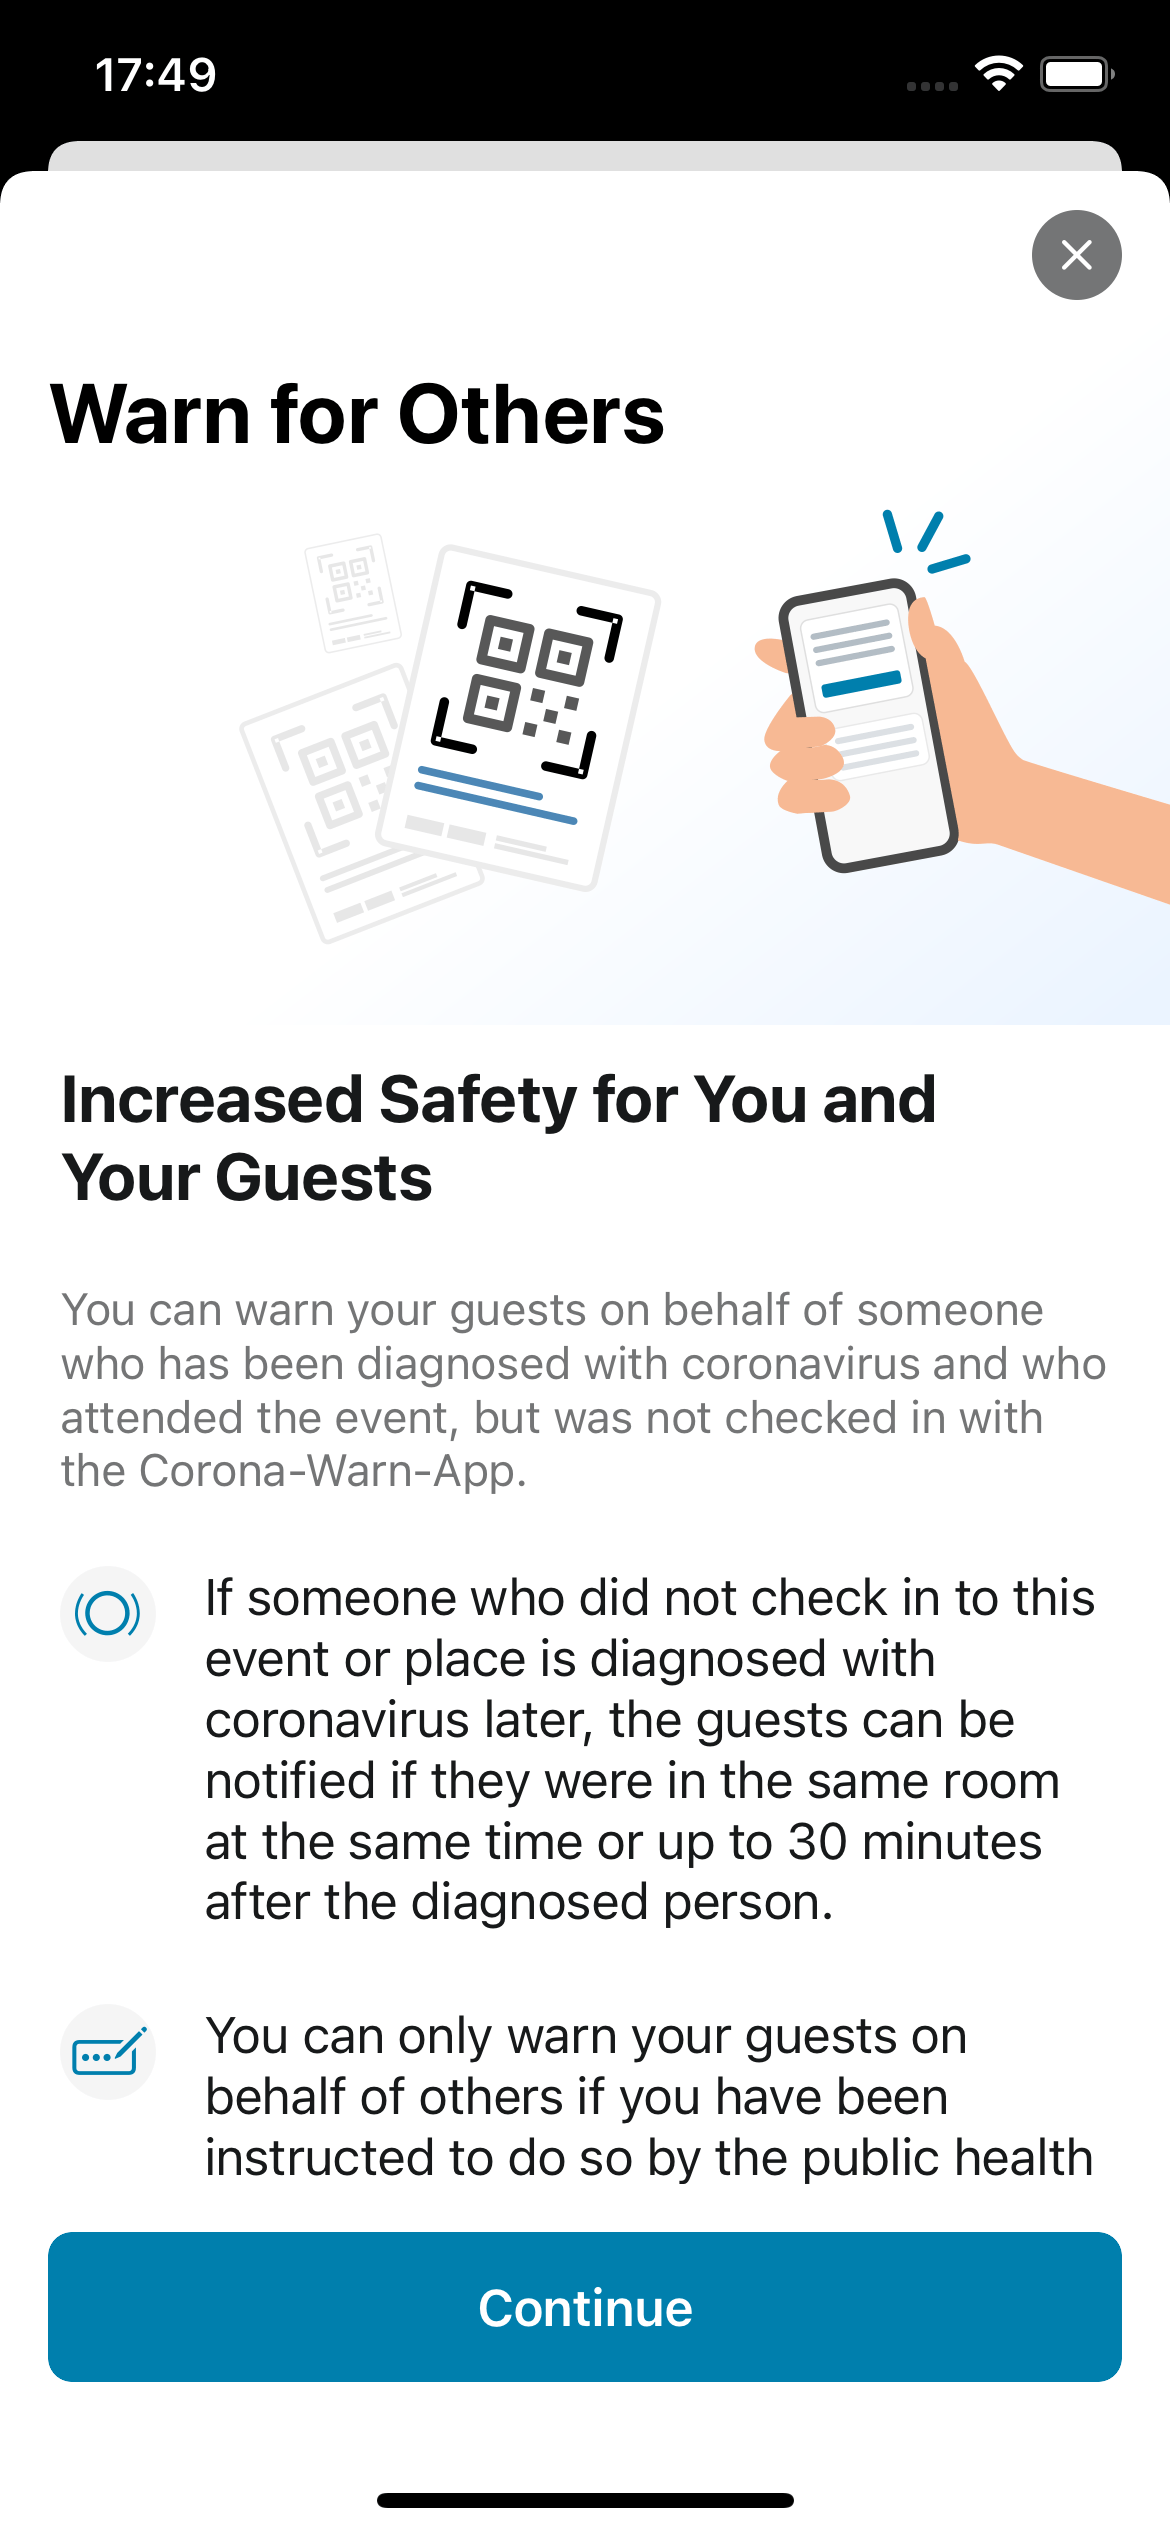 17:49
Warn for Others
Increased Safety for You and
Your Guests
You can warn your guests on behalf of someone
who has been diagnosed with coronavirus and who
attended the event, but was not checked in with
the Corona-Warn-App.
If someone who did not check in to this
event or place is diagnosed with
coronavirus later, the guests can be
notified if they were in the same room
at the same time or up to 30 minutes
after the diagnosed person.
You can only warn your guests on
behalf of others if you have been
instructed to do so by the public health
Continue